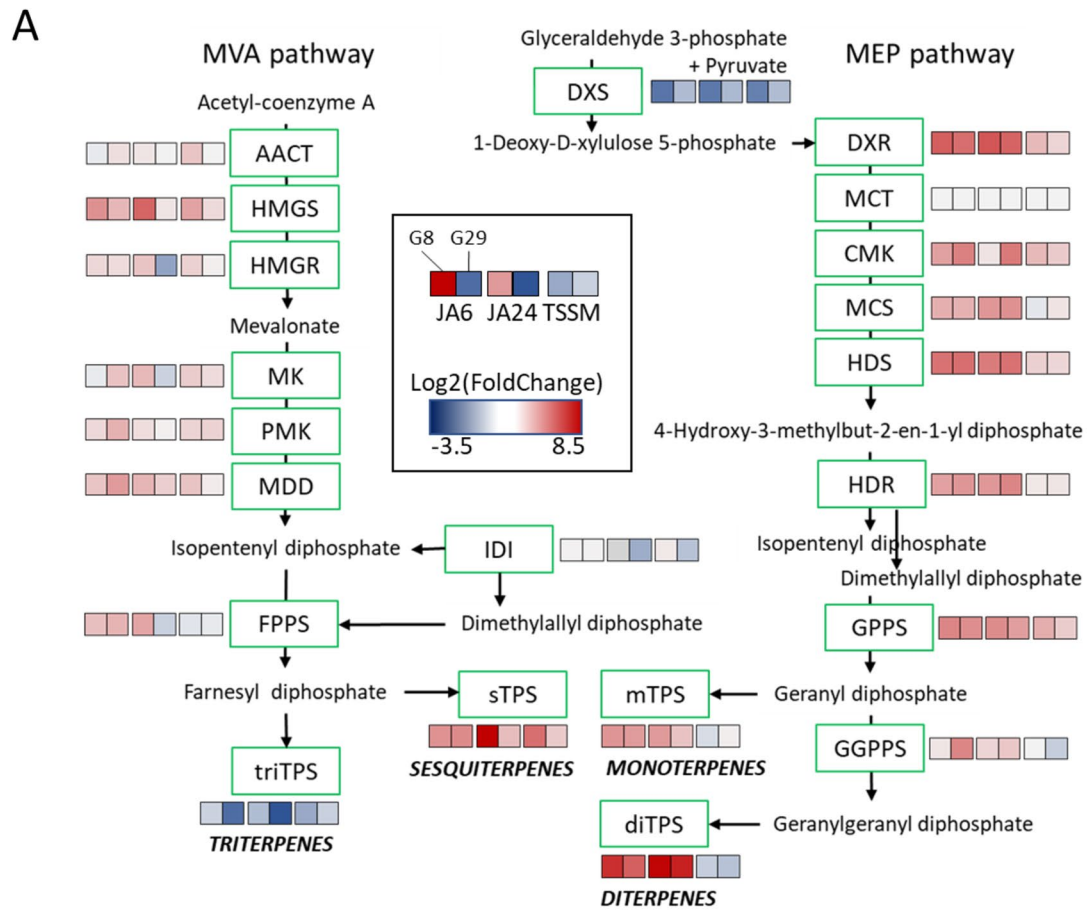 A
MVA pathway
Glyceraldehyde 3-phosphate
+ Pyruvate
MEP pathway
Acetyl-coenzyme A
DXS
1-Deoxy-D-xylulose 5-phosphate
AACT
DXR
HMGS
MCT
HMGR
CMK
Mevalonate
MCS
MK
HDS
PMK
MDD
G8
G29
JA6
JA24
TSSM
Log2(FoldChange)
-3.5
8.5
4-Hydroxy-3-methylbut-2-en-1-yl diphosphate
HDR
Isopentenyl diphosphate
IDI
Isopentenyl diphosphate
Dimethylallyl diphosphate
FPPS
Dimethylallyl diphosphate
GPPS
Farnesyl diphosphate
sTPS
mTPS
Geranyl diphosphate
SESQUITERPENES
MONOTERPENES
GGPPS
triTPS
TRITERPENES
diTPS
Geranylgeranyl diphosphate
DITERPENES